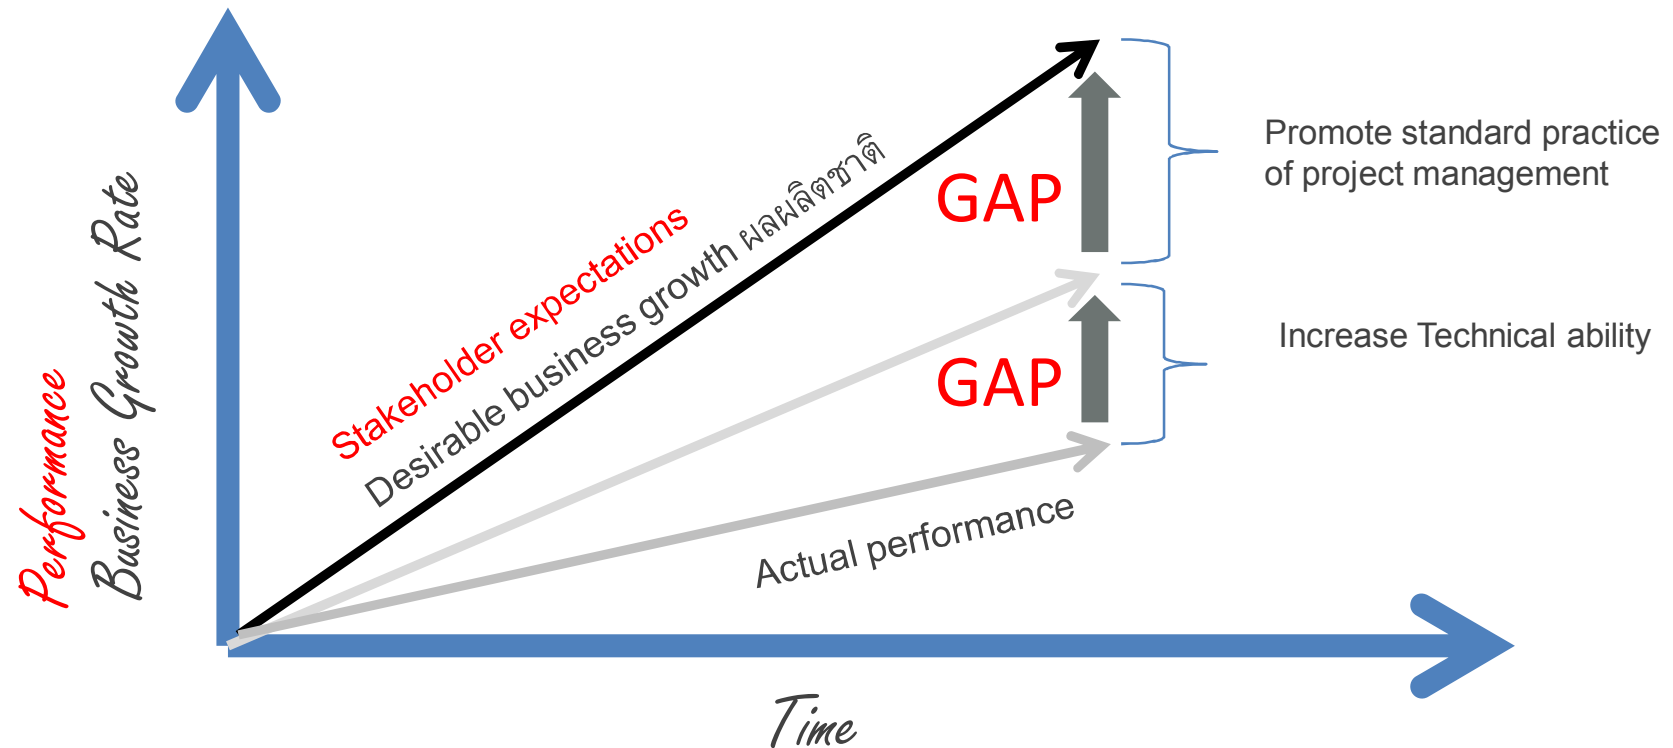 Performance
Business Growth Rate
Stakeholder expectations
Desirable business growth ผลผลิตชาติ
GAP
Promote standard practice
of project management
GAP
Increase Technical ability
Actual performance
Time